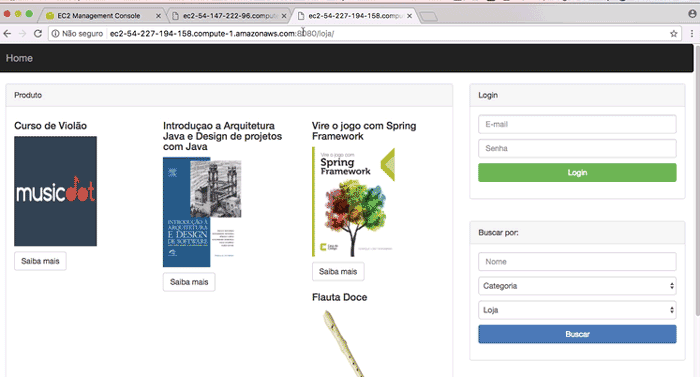 EC2 Management Console
ec2-54-147-222-96.compute
ec2-54-227-194-158.compu
Não seguro
ec2-54-227-194-158.compute-1.amazonaws.com:8080/loja/
Home
Produto
Curso de Violão
musicdot
Saiba mais
Introduçao a Arquitetura
Java e Design de projetos
com Java
INTRODUÇÃO À
ARQUITETURA
E DESIGN
DE SOFTWARE
Saiba mais
Vire o jogo com Spring
Framework
Vire o jogo com
Spring
Framework
Saiba mais
Flauta Doce
Login
E-mail
Senha
Login
Buscar por:
Nome
Categoria
Loja
Buscar